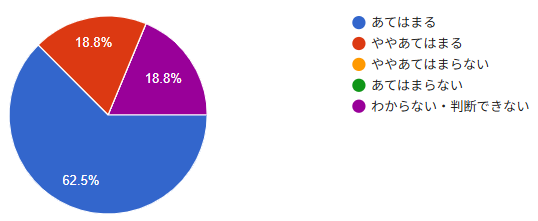 18.8%
18.8%
62.5%
あてはまる
ややあてはまる
ややあてはまらない
あてはまらない
わからない・判断できない